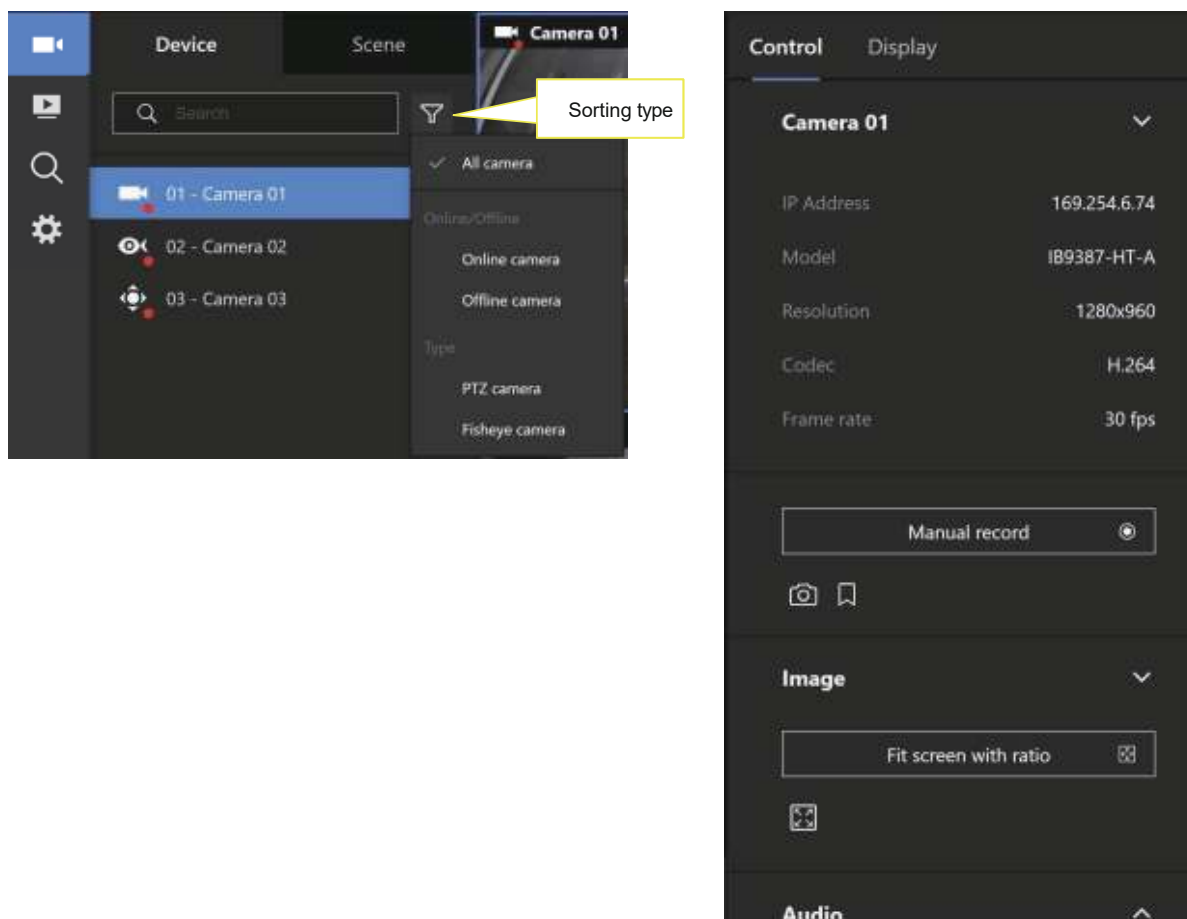 Device
Scene
Camera 01
Search
Sorting type
All camera
01 - Camera 01
Online/Offline
02 - Camera 02
Online camera
03 - Camera 03
Offline camera
Type
PTZ camera
Fisheye camera
Control
Display
Camera 01
IP Address 169.254.6.74
Model IB9387-HT-A
Resolution 1280x960
Codec H.264
Frame rate 30 fps
Manual record
Image
Fit screen with ratio
Audio